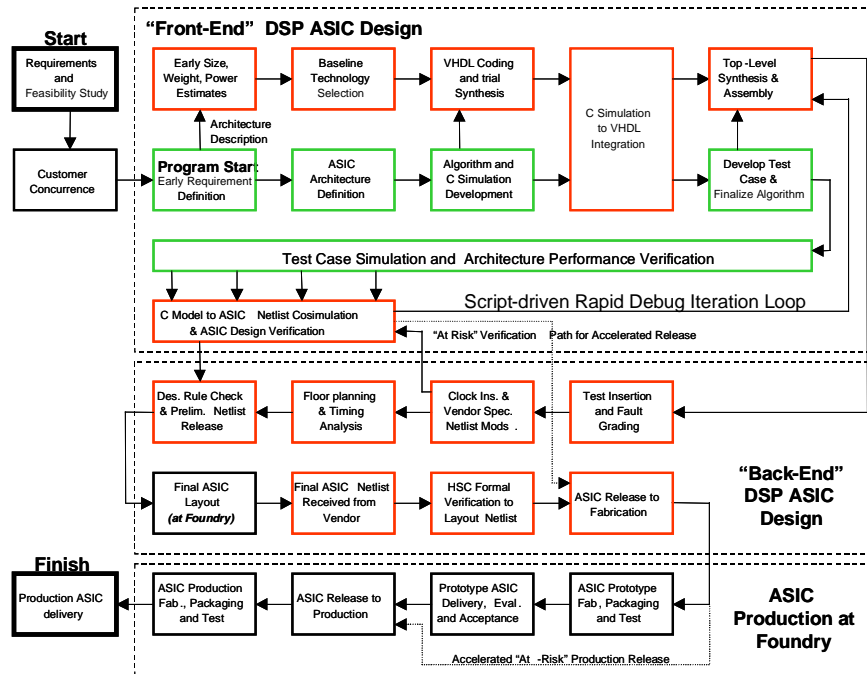 “Front-End” DSP ASIC Design
Start
Requirements
and
Feasibility Study
Early Size,
Weight, Power
Estimates
Baseline
Technology
Selection
VHDL Coding
and trial
Synthesis
C Simulation
to VHDL
Integration
Top -Level
Synthesis &
Assembly
Architecture
Description
Customer
Concurrence
Program Start
Early Requirement
Definition
ASIC
Architecture
Definition
Algorithm and
C Simulation
Development
Develop Test
Case &
Finalize Algorithm
Test Case Simulation and Architecture Performance Verification
Script-driven Rapid Debug Iteration Loop
C Model to ASIC Netlist Cosimulation
& ASIC Design Verification
“At Risk” Verification Path for Accelerated Release
Des. Rule Check
& Prelim. Netlist
Release
Floor planning
& Timing
Analysis
Clock Ins. &
Vendor Spec.
Netlist Mods .
Test Insertion
and Fault
Grading
“Back-End”
DSP ASIC
Design
Final ASIC
Layout
(at Foundry)
Final ASIC Netlist
Received from
Vendor
HSC Formal
Verification to
Layout Netlist
ASIC Release to
Fabrication
Finish
Production ASIC
delivery
ASIC Production
Fab ., Packaging
and Test
ASIC Release to
Production
Prototype ASIC
Delivery, Eval .
and Acceptance
ASIC Prototype
Fab , Packaging
and Test
ASIC
Production at
Foundry
Accelerated “At -Risk” Production Release